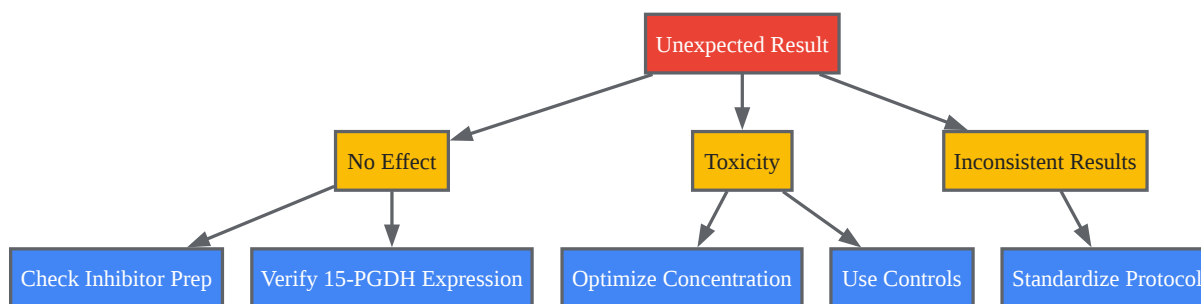 Unexpected Result
No Effect
Toxicity
Inconsistent Results
Check Inhibitor Prep
Verify 15-PGDH Expression
Optimize Concentration
Use Controls
Standardize Protocol